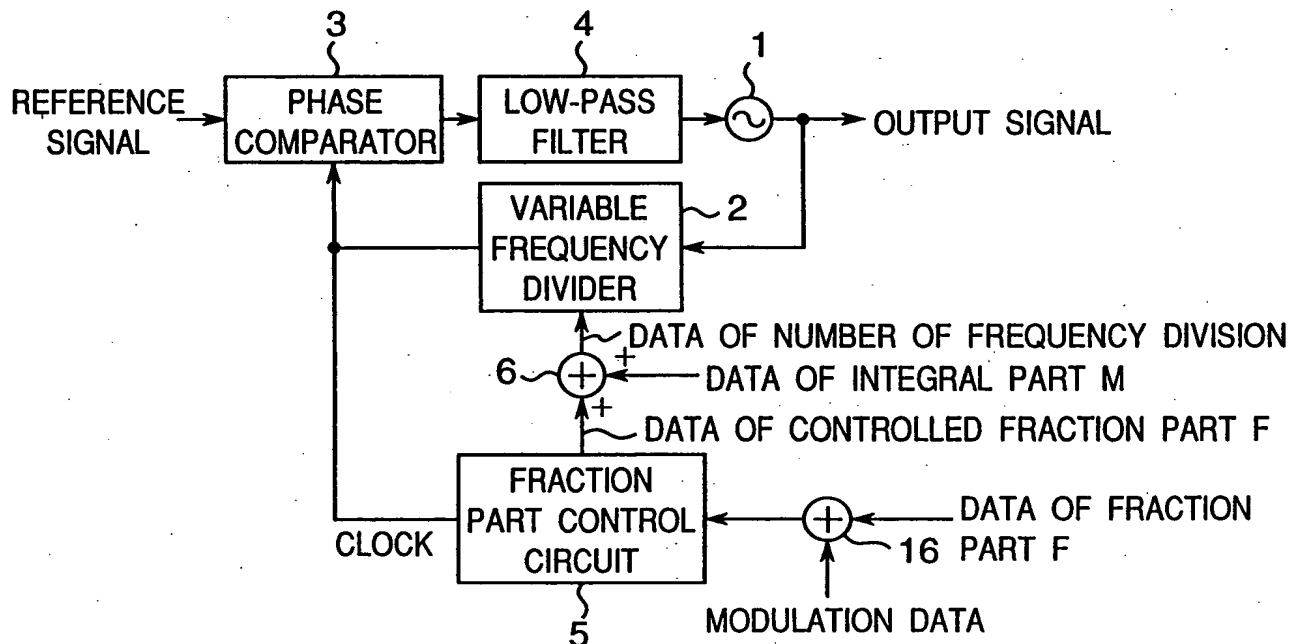 3
4
1
REFERENCE
SIGNAL
PHASE
COMPARATOR
LOW-PASS
FILTER
OUTPUT SIGNAL
VARIABLE
FREQUENCY
DIVIDER
2
DATA OF NUMBER OF FREQUENCY DIVISION
6
+
+
DATA OF INTEGRAL PART M
+
DATA OF CONTROLLED FRACTION PART F
FRACTION
PART CONTROL
CIRCUIT
CLOCK
+
16
DATA OF FRACTION
PART F
5
MODULATION DATA